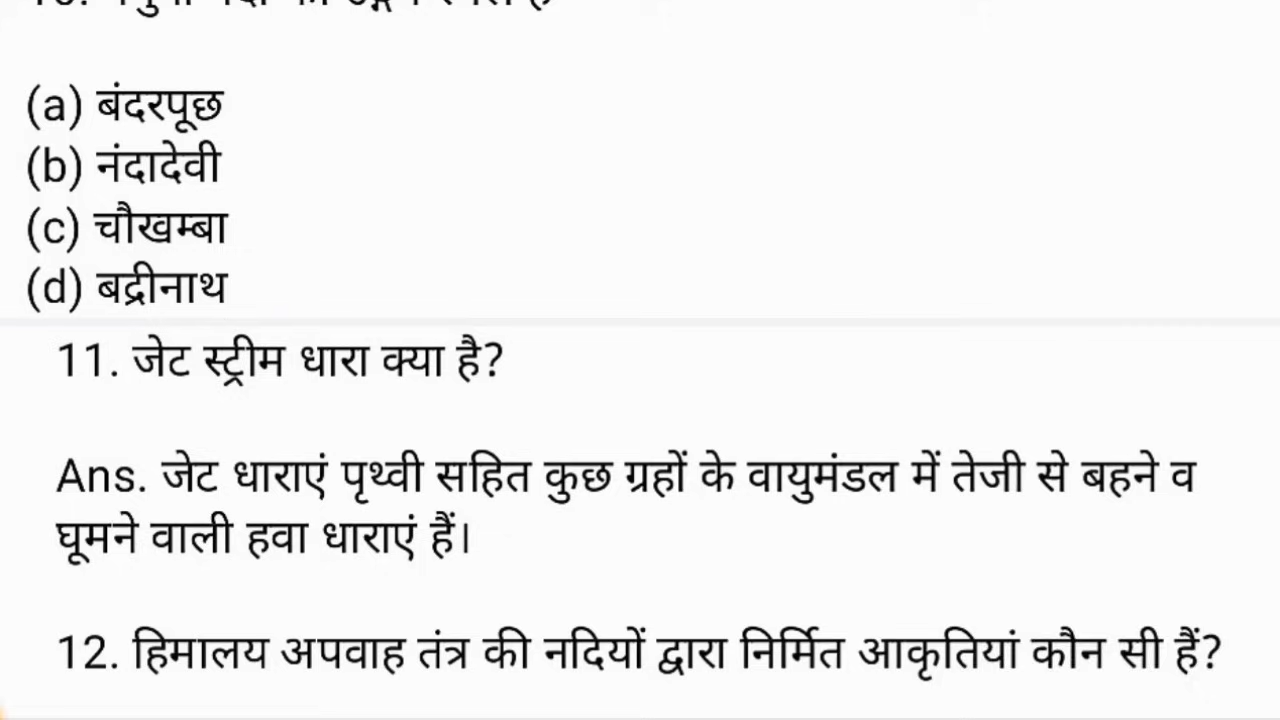 (a) बंदरपूछ
(b) नंदादेवी
(c) चौखम्बा
(d) बद्रीनाथ
11. जेट स्ट्रीम धारा क्या है?
Ans. जेट धाराएं पृथ्वी सहित कुछ ग्रहों के वायुमंडल में तेजी से बहने व
घूमने वाली हवा धाराएं हैं।
12. हिमालय अपवाह तंत्र की नदियों द्वारा निर्मित आकृतियां कौन सी हैं?